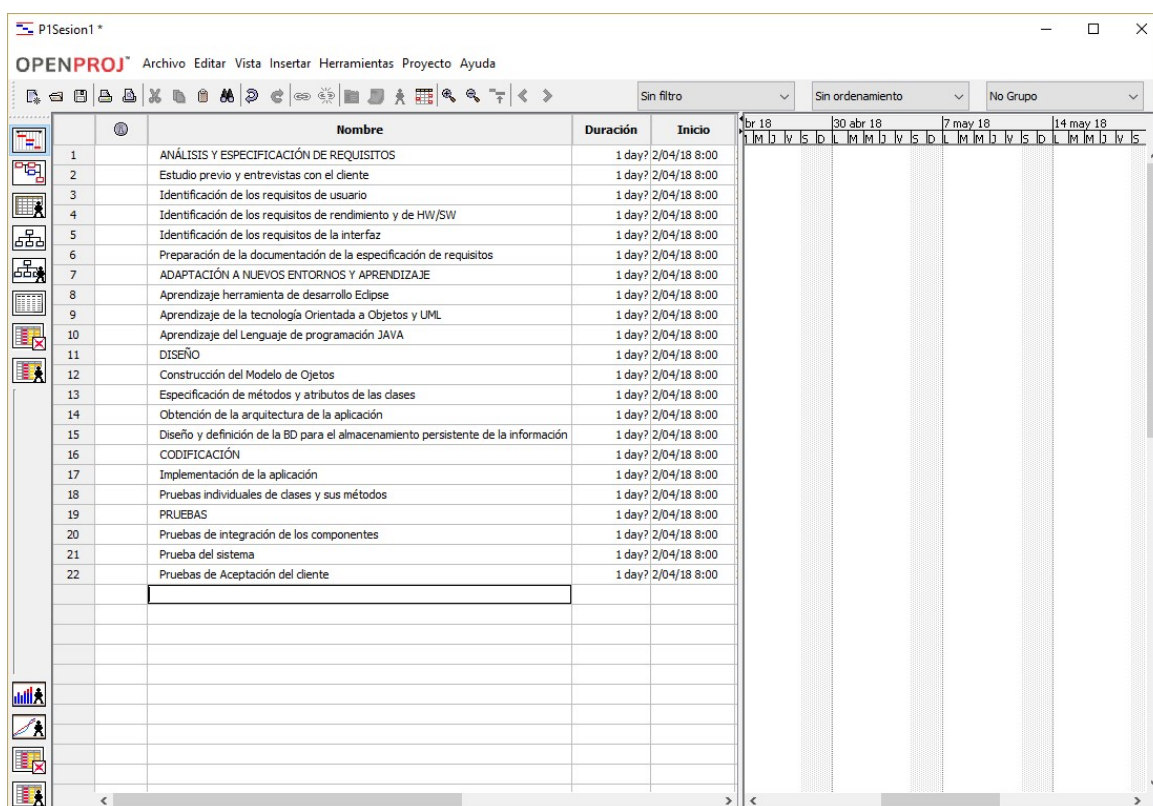 P1Sesion1 *
OPENPROJ™ Archivo Editar Vista Insertar Herramientas Proyecto Ayuda
Sin filtro Sin ordenamiento No Grupo
Nombre Duración Inicio br 18 30 abr 18 7 may 18 14 may 18
M J V S D L M M J V S D L M M J V S D L M M J V S
1 ANÁLISIS Y ESPECIFICACIÓN DE REQUISITOS 1 day? 2/04/18 8:00
2 Estudio previo y entrevistas con el cliente 1 day? 2/04/18 8:00
3 Identificación de los requisitos de usuario 1 day? 2/04/18 8:00
4 Identificación de los requisitos de rendimiento y de HW/SW 1 day? 2/04/18 8:00
5 Identificación de los requisitos de la interfaz 1 day? 2/04/18 8:00
6 Preparación de la documentación de la especificación de requisitos 1 day? 2/04/18 8:00
7 ADAPTACIÓN A NUEVOS ENTORNOS Y APRENDIZAJE 1 day? 2/04/18 8:00
8 Aprendizaje herramienta de desarrollo Eclipse 1 day? 2/04/18 8:00
9 Aprendizaje de la tecnología Orientada a Objetos y UML 1 day? 2/04/18 8:00
10 Aprendizaje del Lenguaje de programación JAVA 1 day? 2/04/18 8:00
11 DISEÑO 1 day? 2/04/18 8:00
12 Construcción del Modelo de Ojetos 1 day? 2/04/18 8:00
13 Especificación de métodos y atributos de las clases 1 day? 2/04/18 8:00
14 Obtención de la arquitectura de la aplicación 1 day? 2/04/18 8:00
15 Diseño y definición de la BD para el almacenamiento persistente de la información 1 day? 2/04/18 8:00
16 CODIFICACIÓN 1 day? 2/04/18 8:00
17 Implementación de la aplicación 1 day? 2/04/18 8:00
18 Pruebas individuales de clases y sus métodos 1 day? 2/04/18 8:00
19 PRUEBAS 1 day? 2/04/18 8:00
20 Pruebas de integración de los componentes 1 day? 2/04/18 8:00
21 Prueba del sistema 1 day? 2/04/18 8:00
22 Pruebas de Aceptación del cliente 1 day? 2/04/18 8:00